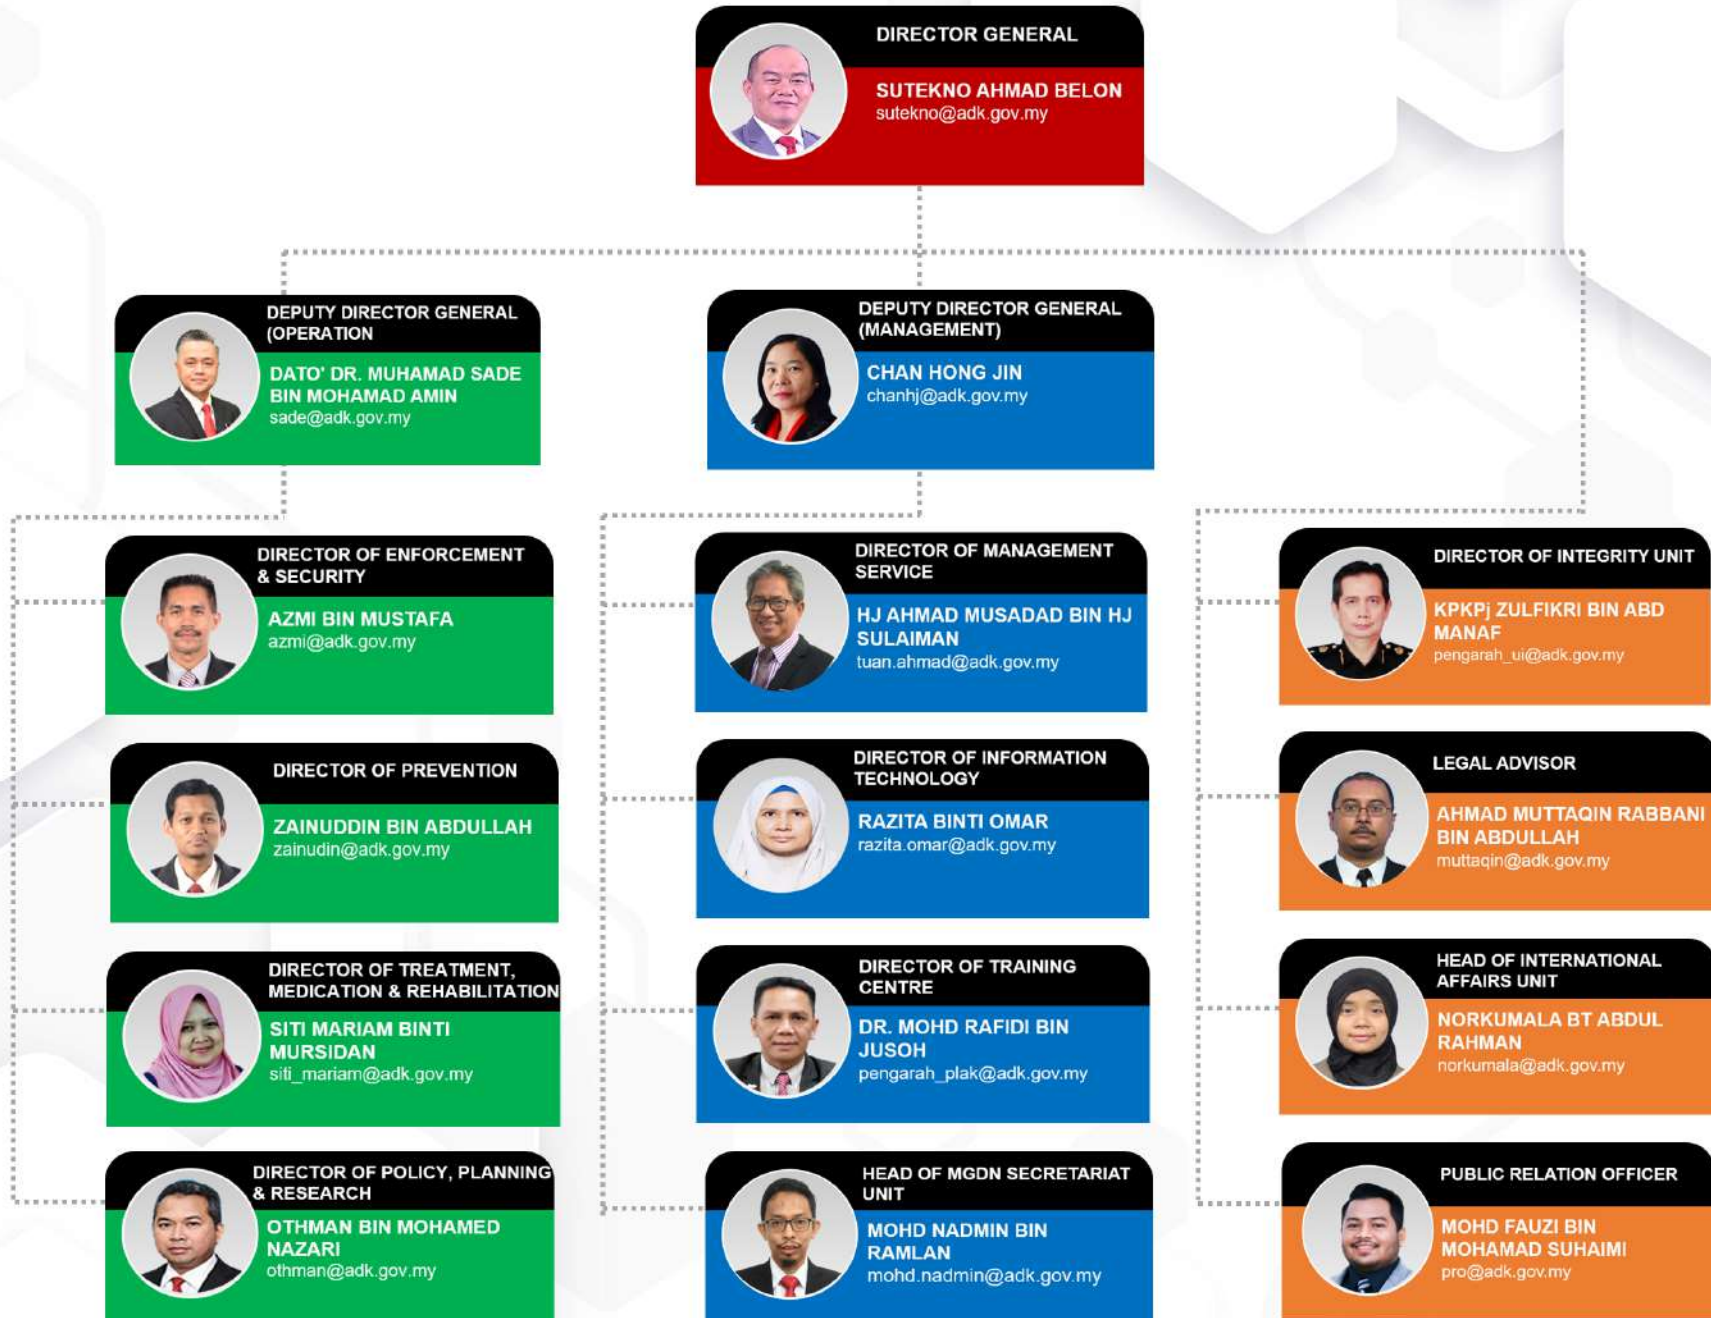 DIRECTOR GENERAL
SUTEKNO AHMAD BELON
sutekno@adk.gov.my
DEPUTY DIRECTOR GENERAL
(OPERATION
DATO' DR. MUHAMAD SADE
BIN MOHAMAD AMIN
sade@adk.gov.my
DEPUTY DIRECTOR GENERAL
(MANAGEMENT)
CHAN HONG JIN
chanhj@adk.gov.my
DIRECTOR OF ENFORCEMENT
& SECURITY
AZMI BIN MUSTAFA
azmi@adk.gov.my
DIRECTOR OF MANAGEMENT
SERVICE
HJ AHMAD MUSADAD BIN HJ
SULAIMAN
tuan.ahmad@adk.gov.my
DIRECTOR OF INTEGRITY UNIT
KPKPj ZULFIKRI BIN ABD
MANAF
pengarah_ui@adk.gov.my
DIRECTOR OF PREVENTION
ZAINUDDIN BIN ABDULLAH
zainudin@adk.gov.my
DIRECTOR OF INFORMATION
TECHNOLOGY
RAZITA BINTI OMAR
razita.omar@adk.gov.my
LEGAL ADVISOR
AHMAD MUTTAQIN RABBANI
BIN ABDULLAH
muttaqin@adk.gov.my
DIRECTOR OF TREATMENT,
MEDICATION & REHABILITATION
SITI MARIAM BINTI
MURSIDAN
siti_mariam@adk.gov.my
DIRECTOR OF TRAINING
CENTRE
DR. MOHD RAFIDI BIN
JUSOH
pengarah_plak@adk.gov.my
HEAD OF INTERNATIONAL
AFFAIRS UNIT
NORKUMALA BT ABDUL
RAHMAN
norkumala@adk.gov.my
DIRECTOR OF POLICY, PLANNING
& RESEARCH
OTHMAN BIN MOHAMED
NAZARI
othman@adk.gov.my
HEAD OF MGDN SECRETARIAT
UNIT
MOHD NADMIN BIN
RAMLAN
mohd.nadmin@adk.gov.my
PUBLIC RELATION OFFICER
MOHD FAUZI BIN
MOHAMAD SUHAIMI
pro@adk.gov.my